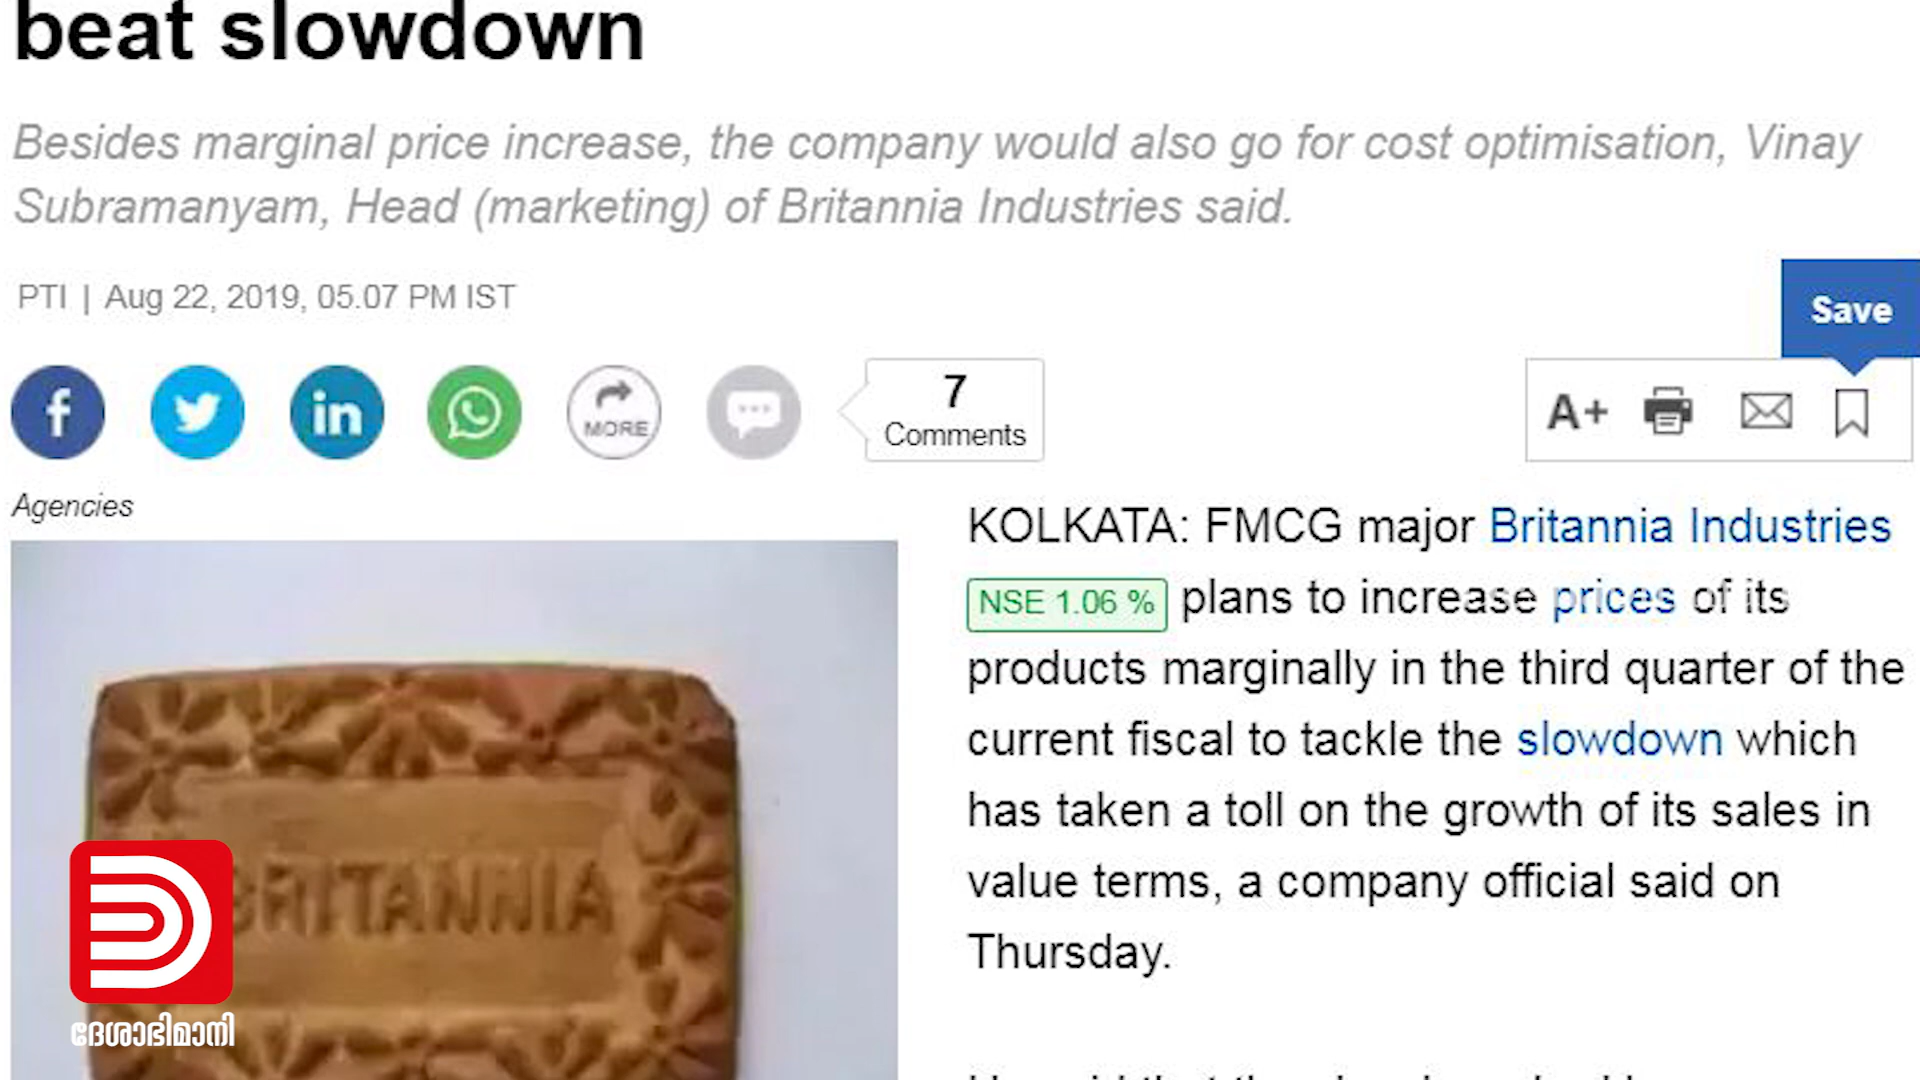 beat slowdown
Besides marginal price increase, the company would also go for cost optimisation, Vinay
Subramanyam, Head (marketing) of Britannia Industries said.
PTI | Aug 22, 2019, 05.07 PM IST
Save
MORE
7
Comments
A+
Agencies
BRITANNIA
ദേശാഭിമാനി
KOLKATA: FMCG major Britannia Industries
NSE 1.06 % plans to increase prices of its
products marginally in the third quarter of the
current fiscal to tackle the slowdown which
has taken a toll on the growth of its sales in
value terms, a company official said on
Thursday.